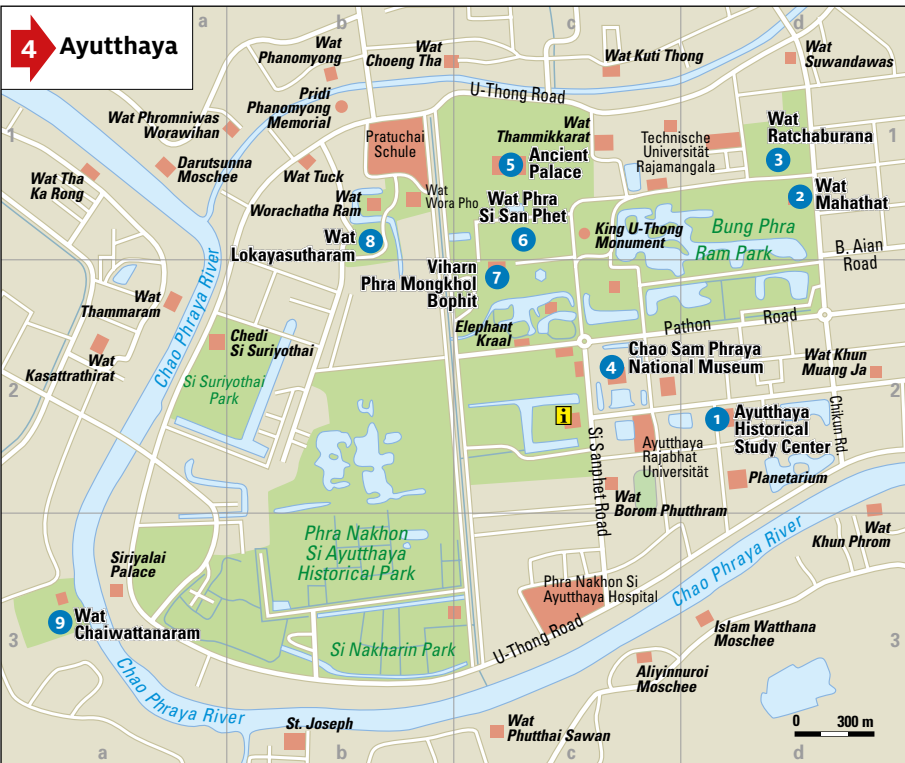 4 Ayutthaya
a
b
c
d
Wat
Phanomyong
Wat
Choeng Tha
Wat Kuti Thong
Wat
Suwandawas
Pridi
Phanomyong
Memorial
U-Thong Road
Wat Phromniwas
Worawihan
1
Pratuchai
Schule
Wat
Thammikkarat
Technische
Universität
Rajamangala
Wat
Ratchaburana
3
1
Darutsunna
Moschee
Wat Tuck
5 Ancient
Palace
Wat Tha
Ka Rong
Wat
Worachatha Ram
Wat
Wora Pho
Wat Phra
Si San Phet
6
2 Wat
Mahathat
King U-Thong
Monument
Bung Phra
Ram Park
Wat
Lokayasutharam
8
B. Aian
Road
Viharn
Phra Mongkhol
Bophit
7
Chao Phraya River
Wat
Thammaram
Elephant
Kraal
Pathon Road
Chedi
Si Suriyothai
Wat
Kasattrathirat
4 Chao Sam Phraya
National Museum
Wat Khun
Muang Ja
Si Suriyothai
Park
2
2
i
1 Ayutthaya
Historical
Study Center
Chikun Rd
Si Sanphet Road
Ayutthaya
Rajabhat
Universität
Planetarium
Wat
Borom Phutthram
Wat
Khun Phrom
Phra Nakhon
Si Ayutthaya
Historical Park
Siriyalai
Palace
Phra Nakhon Si
Ayutthaya Hospital
Chao Phraya River
9 Wat
Chaiwattanaram
Islam Watthana
Moschee
3
3
Si Nakharin Park
U-Thong Road
Aliyinnuroi
Moschee
Chao Phraya River
St. Joseph
Wat
Phutthai Sawan
0 300 m
a
b
c
d